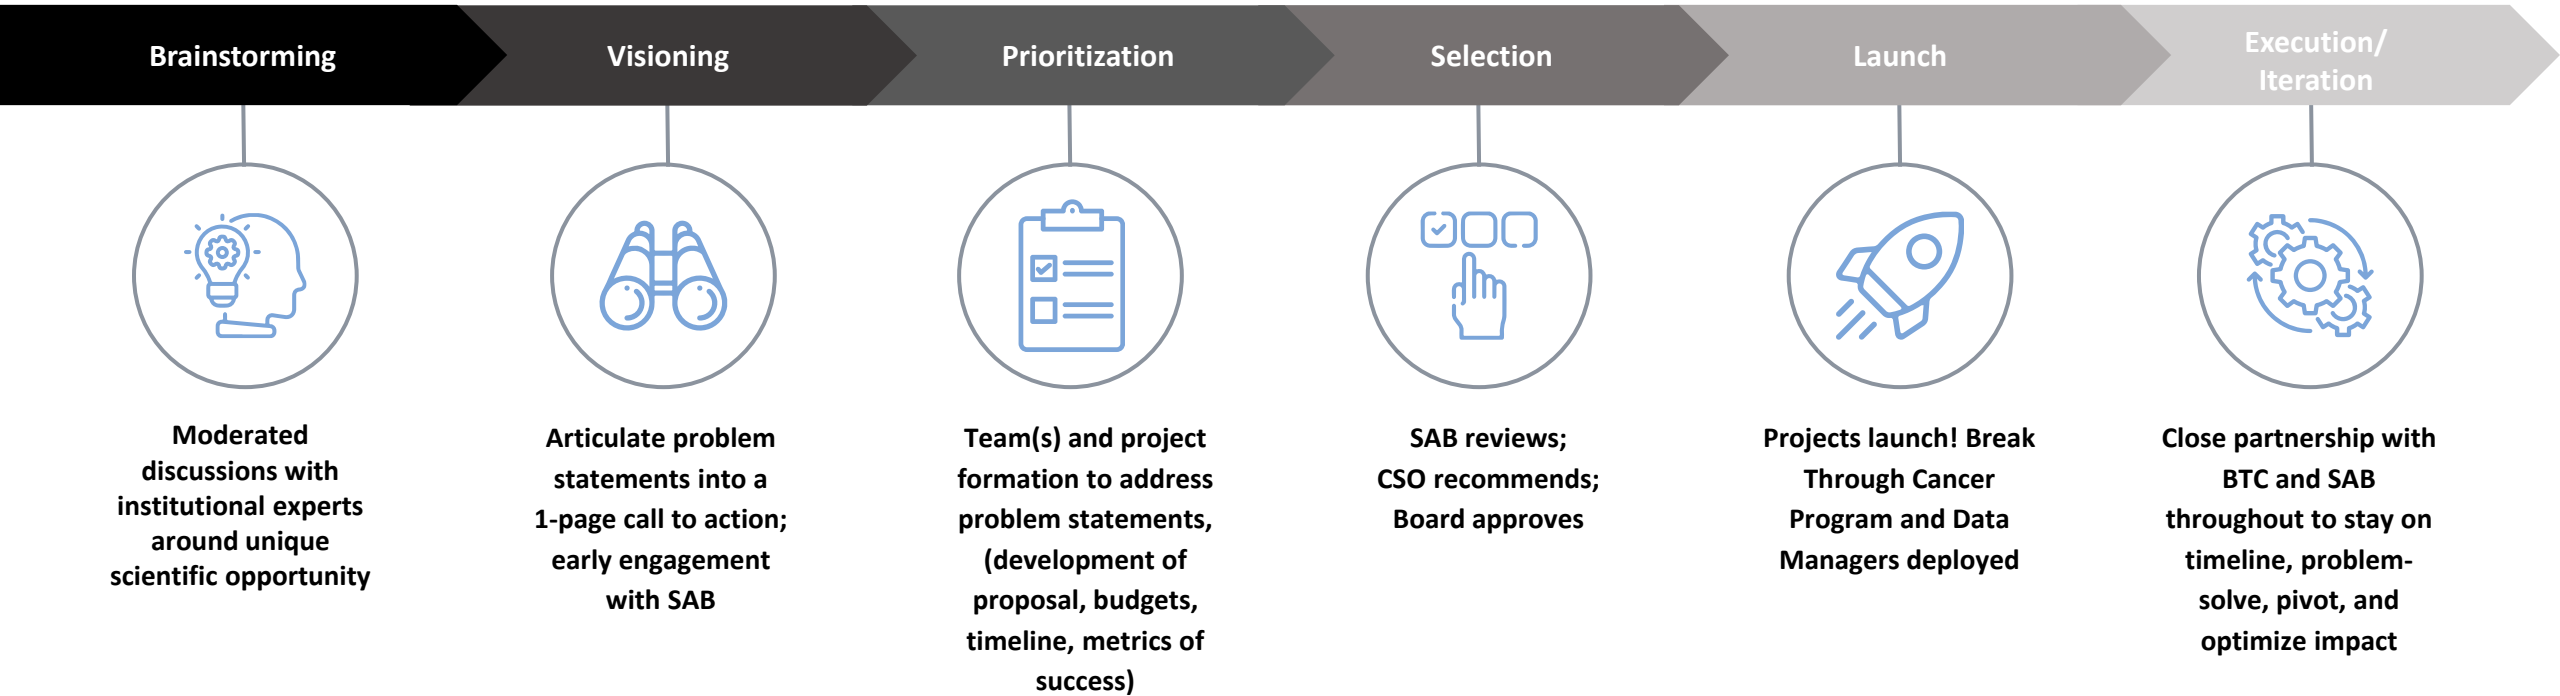 Brainstorming
Visioning
Prioritization
Selection
Launch
Execution/
Iteration
Moderated
discussions with
institutional experts
around unique
scientific opportunity
Articulate problem
statements into a
1-page call to action;
early engagement
with SAB
Team(s) and project
formation to address
problem statements,
(development of
proposal, budgets,
timeline, metrics of
success)
SAB reviews;
CSO recommends;
Board approves
Projects launch! Break
Through Cancer
Program and Data
Managers deployed
Close partnership with
BTC and SAB
throughout to stay on
timeline, problem-
solve, pivot, and
optimize impact